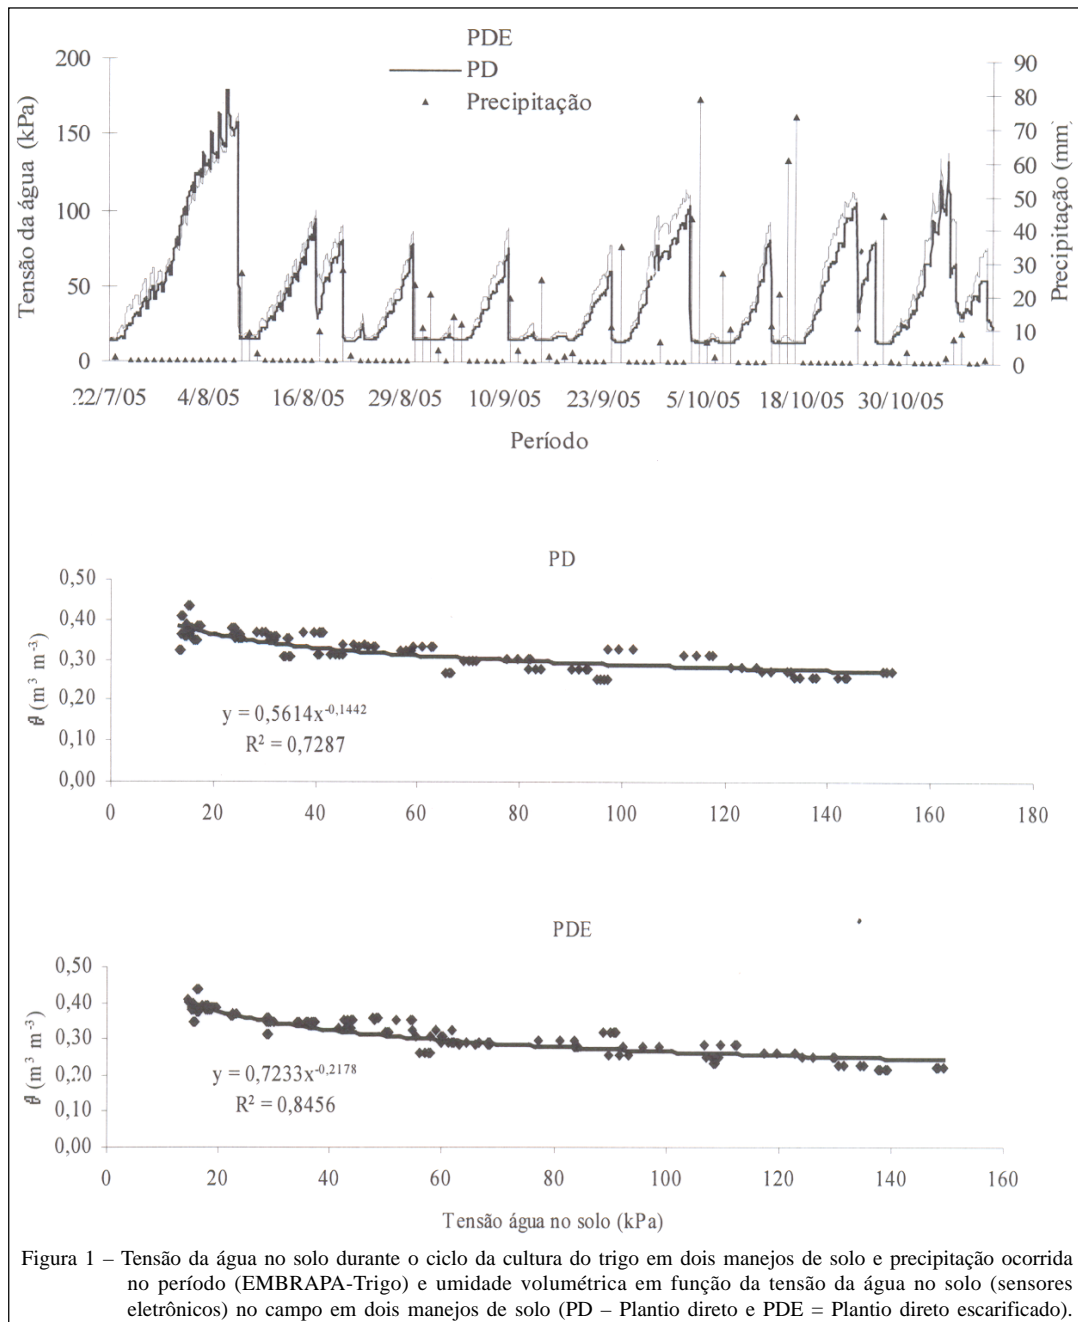 PDE
PD
Precipitação
200
150
100
50
0
Tensão da água (kPa)
90
80
70
60
50
40
30
20
10
0
Precipitação (mm)
22/7/05 4/8/05 16/8/05 29/8/05 10/9/05 23/9/05 5/10/05 18/10/05 30/10/05
Período
PD
0,50
0,40
0,30
0,20
0,10
0,00
θ (m³ m⁻³)
y = 0,5614x⁻⁰,¹⁴⁴²
R² = 0,7287
0 20 40 60 80 100 120 140 160 180
PDE
0,50
0,40
0,30
0,20
0,10
0,00
θ (m³ m⁻³)
y = 0,7233x⁻⁰,²¹⁷⁸
R² = 0,8456
0 20 40 60 80 100 120 140 160
Tensão água no solo (kPa)
Figura 1 – Tensão da água no solo durante o ciclo da cultura do trigo em dois manejos de solo e precipitação ocorrida
no período (EMBRAPA-Trigo) e umidade volumétrica em função da tensão da água no solo (sensores
eletrônicos) no campo em dois manejos de solo (PD – Plantio direto e PDE = Plantio direto escarificado).